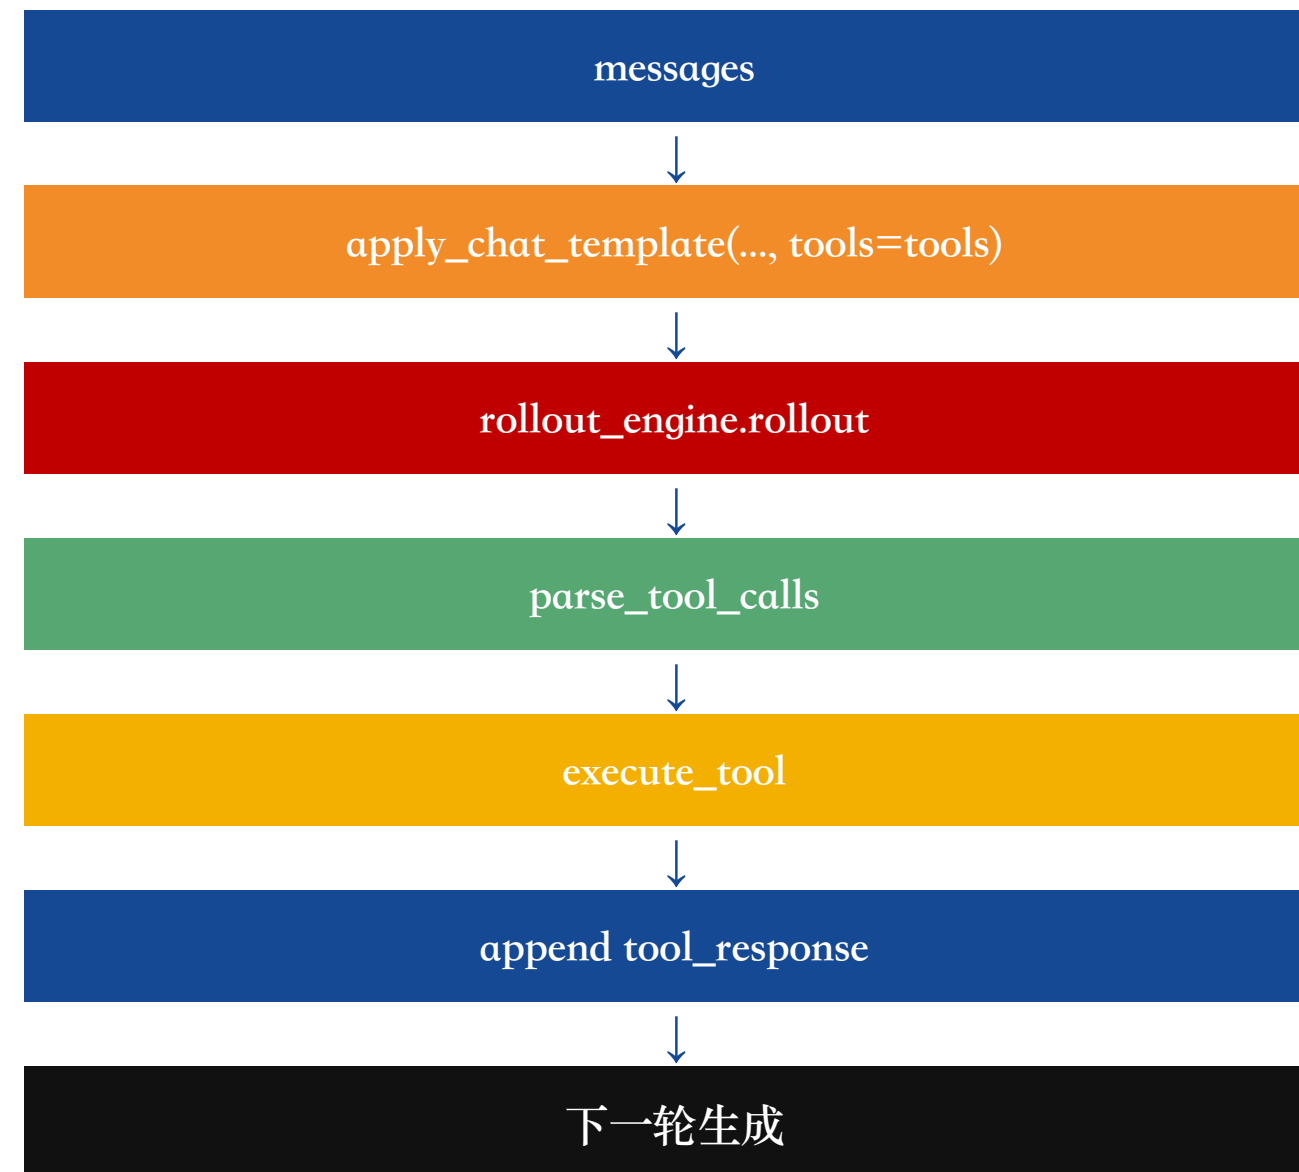 messages
apply_chat_template(..., tools=tools)
rollout_engine.rollout
parse_tool_calls
execute_tool
append tool_response
下一轮生成